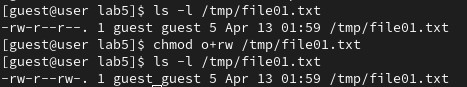 [guest@user lab5]$ ls -l /tmp/file01.txt
-rw-r--r--. 1 guest guest 5 Apr 13 01:59 /tmp/file01.txt
[guest@user lab5]$ chmod o+rw /tmp/file01.txt
[guest@user lab5]$ ls -l /tmp/file01.txt
-rw-r--rw-. 1 guest guest 5 Apr 13 01:59 /tmp/file01.txt